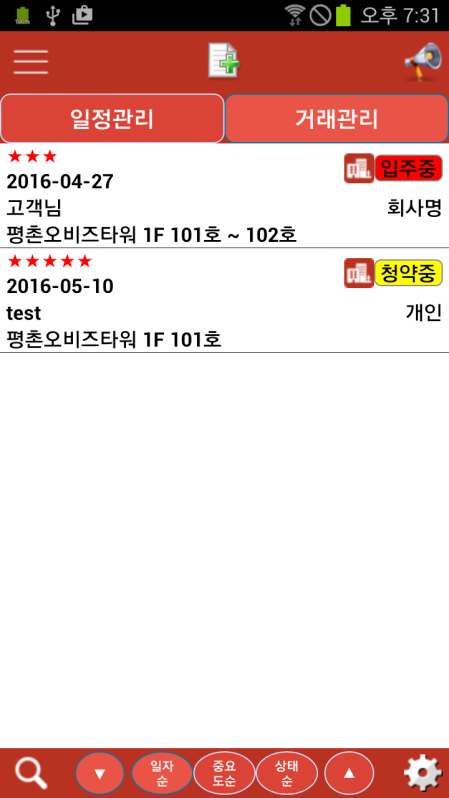 100%
오후 7:31
일정관리 거래관리
★★★
2016-04-27 입주중
고객님 회사명
평촌오비즈타워 1F 101호 ~ 102호
★★★★★
2016-05-10 청약중
test 개인
평촌오비즈타워 1F 101호
▼ 일자 중요 상태 ▲
순 도순 순